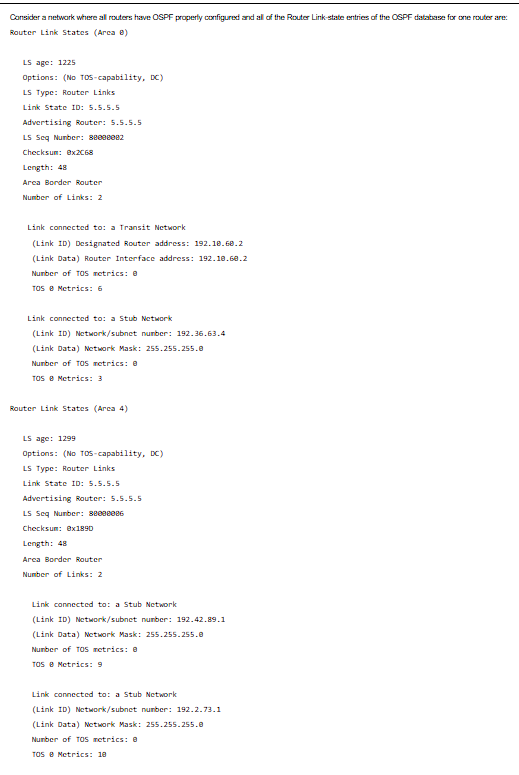 Consider a network where all routers have OSPF properly configured and all of the Router Link-state entries of the OSPF database for one router are:
Router Link States (Area 0)
LS age: 1225
Options: (No TOS-capability, DC)
LS Type: Router Links
Link State ID: 5.5.5.5
Advertising Router: 5.5.5.5
LS Seq Number: 80000002
Checksum: 0x2C68
Length: 48
Area Border Router
Number of Links: 2
Link connected to: a Transit Network
(Link ID) Designated Router address: 192.10.60.2
(Link Data) Router Interface address: 192.10.60.2
Number of TOS metrics: 0
TOS 0 Metrics: 6
Link connected to: a Stub Network
(Link ID) Network/subnet number: 192.36.63.4
(Link Data) Network Mask: 255.255.255.0
Number of TOS metrics: 0
TOS 0 Metrics: 3
Router Link States (Area 4)
LS age: 1299
Options: (No TOS-capability, DC)
LS Type: Router Links
Link State ID: 5.5.5.5
Advertising Router: 5.5.5.5
LS Seq Number: 80000006
Checksum: 0x189D
Length: 48
Area Border Router
Number of Links: 2
Link connected to: a Stub Network
(Link ID) Network/subnet number: 192.42.89.1
(Link Data) Network Mask: 255.255.255.0
Number of TOS metrics: 0
TOS 0 Metrics: 9
Link connected to: a Stub Network
(Link ID) Network/subnet number: 192.2.73.1
(Link Data) Network Mask: 255.255.255.0
Number of TOS metrics: 0
TOS 0 Metrics: 10